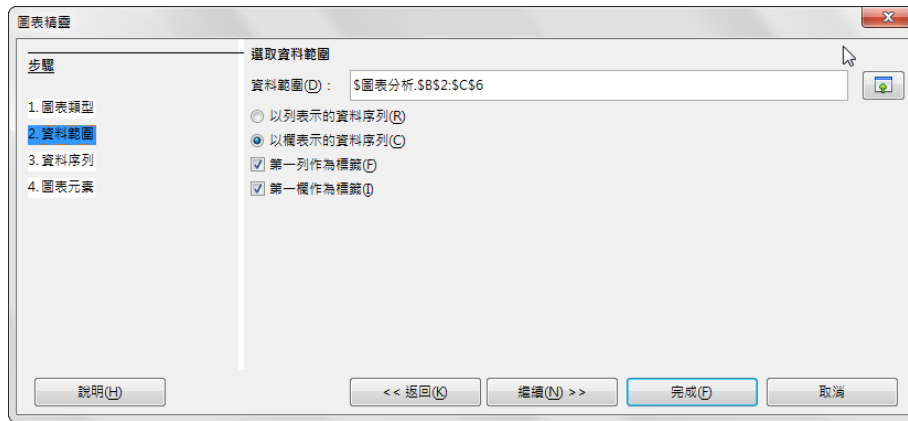 圖表精靈
步驟
1. 圖表類型
2. 資料範圍
3. 資料序列
4. 圖表元素
選取資料範圍
資料範圍(D)： $圖表分析.$B$2:$C$6
以列表示的資料序列(R)
以欄表示的資料序列(C)
第一列作為標籤(F)
第一欄作為標籤(I)
說明(H) << 返回(K) 繼續(N) >> 完成(F) 取消